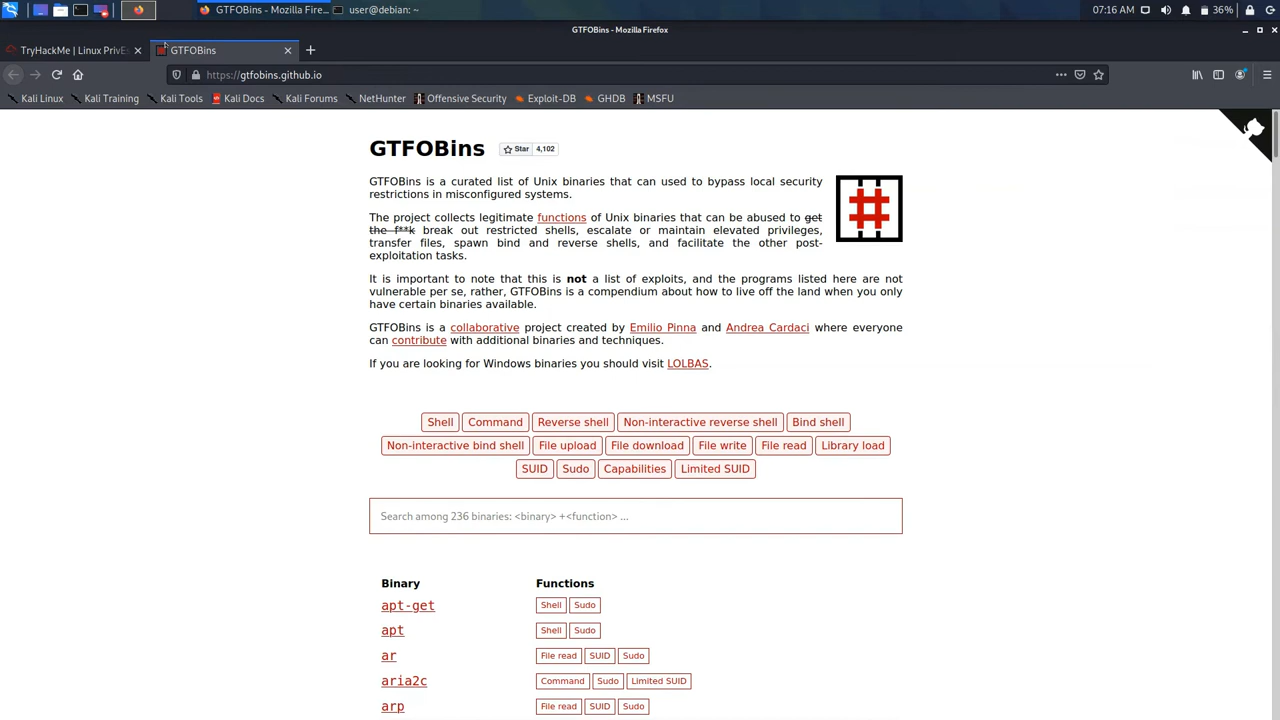 GTFOBins - Mozilla Fire...
user@debian: ~
07:16 AM
36%
GTFOBins - Mozilla Firefox
TryHackMe | Linux PrivEs
GTFOBins
https://gtfobins.github.io
Kali Linux
Kali Training
Kali Tools
Kali Docs
Kali Forums
NetHunter
Offensive Security
Exploit-DB
GHDB
MSFU
GTFOBins
Star 4,102
GTFOBins is a curated list of Unix binaries that can used to bypass local security
restrictions in misconfigured systems.
The project collects legitimate functions of Unix binaries that can be abused to get
the f**k break out restricted shells, escalate or maintain elevated privileges,
transfer files, spawn bind and reverse shells, and facilitate the other post-
exploitation tasks.
It is important to note that this is not a list of exploits, and the programs listed here are not
vulnerable per se, rather, GTFOBins is a compendium about how to live off the land when you only
have certain binaries available.
GTFOBins is a collaborative project created by Emilio Pinna and Andrea Cardaci where everyone
can contribute with additional binaries and techniques.
If you are looking for Windows binaries you should visit LOLBAS.
Shell Command Reverse shell Non-interactive reverse shell Bind shell
Non-interactive bind shell File upload File download File write File read Library load
SUID Sudo Capabilities Limited SUID
Search among 236 binaries: <binary> +<function> ...
Binary Functions
apt-get Shell Sudo
apt Shell Sudo
ar File read SUID Sudo
aria2c Command Sudo Limited SUID
arp File read SUID Sudo